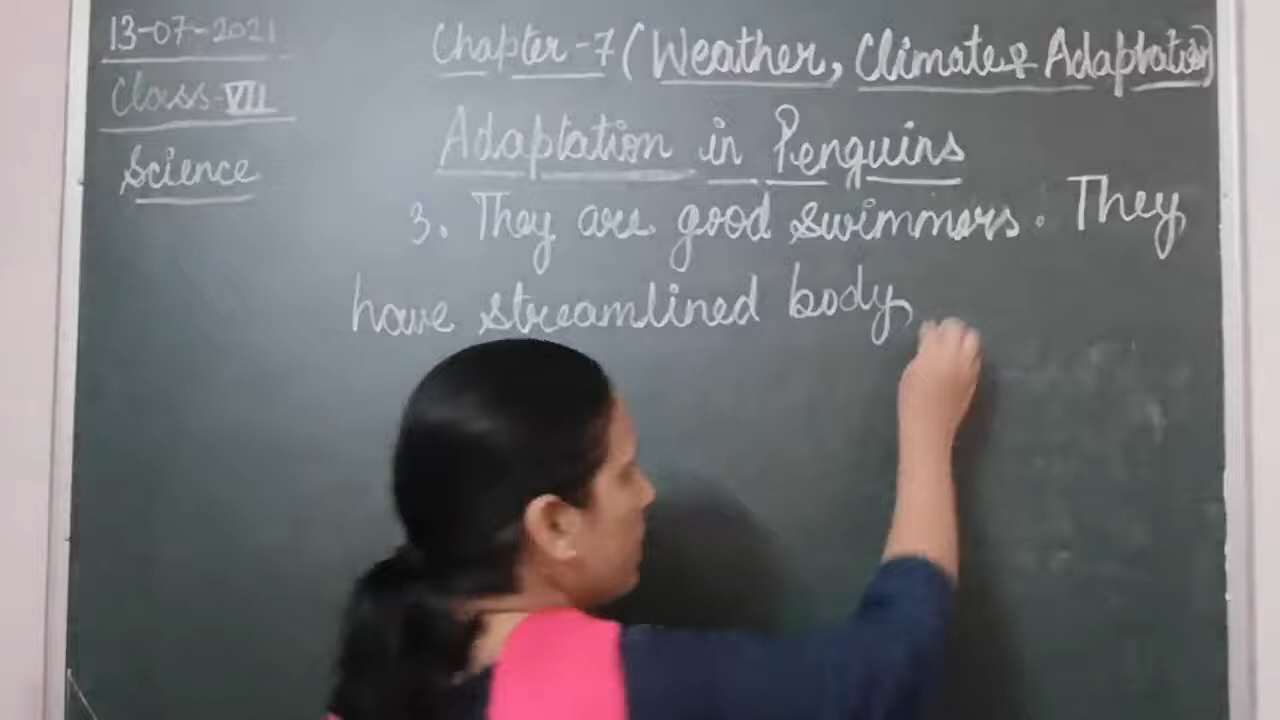 13-07-2021
Class-VII
Science
Chapter-7 (Weather, Climate & Adaptation)
Adaptation in Penguins
3. They are good swimmers. They
have streamlined body,